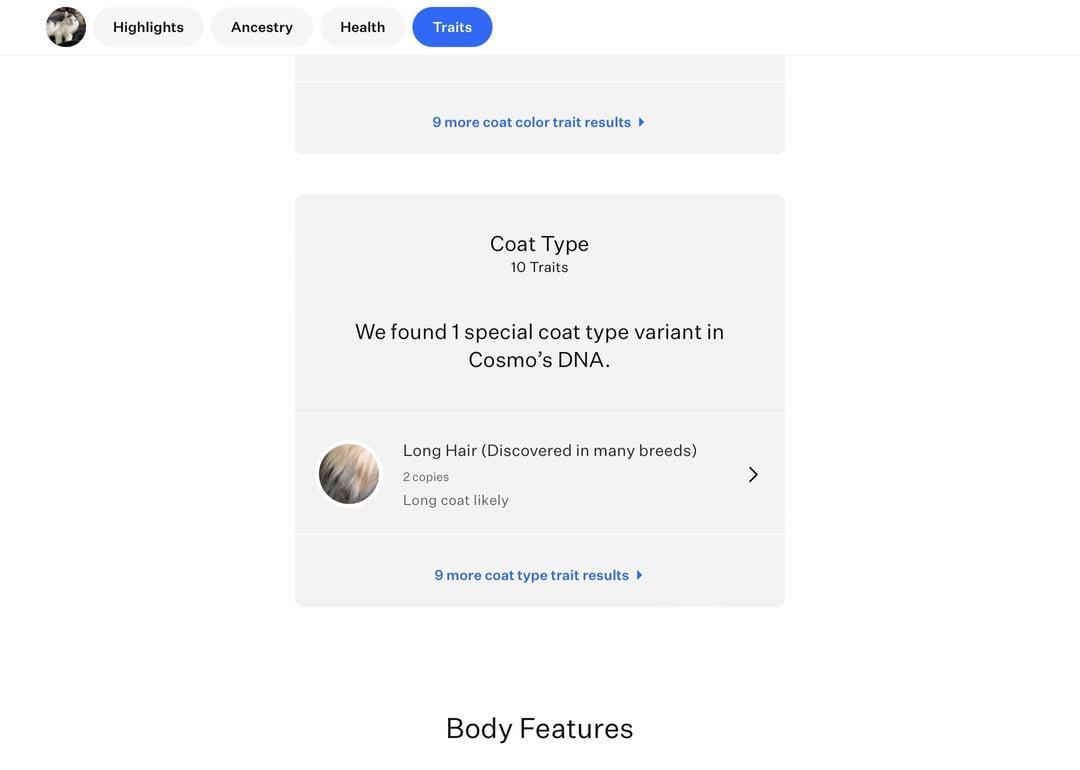 Highlights
Ancestry
Health
Traits
9 more coat color trait results
Coat Type
10 Traits
We found 1 special coat type variant in
Cosmo’s DNA.
Long Hair (Discovered in many breeds)
2 copies
Long coat likely
9 more coat type trait results
Body Features